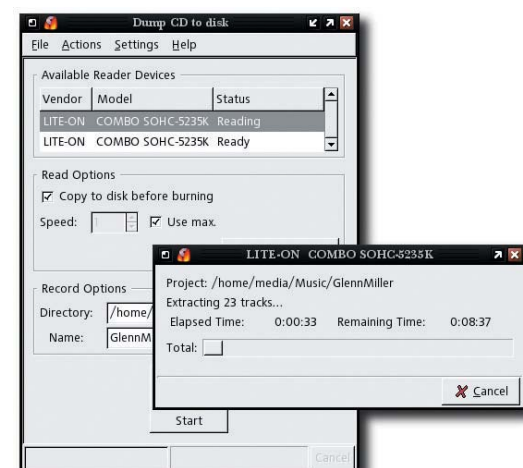 Dump CD to disk
File Actions Settings Help
Available Reader Devices
Vendor Model Status
LITE-ON COMBO SOHC-5235K Reading
LITE-ON COMBO SOHC-5235K Ready
Read Options
Copy to disk before burning
Speed: 1 Use max.
LITE-ON COMBO SOHC-5235K
Project: /home/media/Music/GlennMiller
Extracting 23 tracks...
Elapsed Time: 0:00:33 Remaining Time: 0:08:37
Total:
Cancel
Record Options
Directory: /home/
Name: GlennM
Start
Cancel